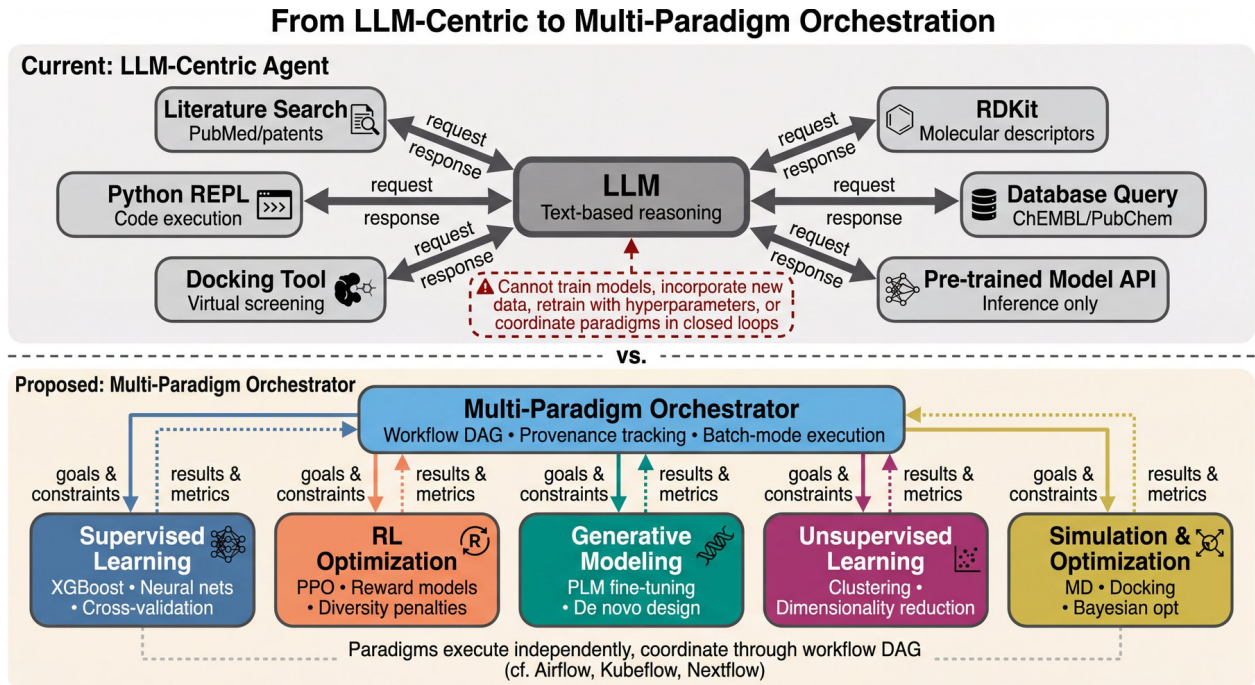 From LLM-Centric to Multi-Paradigm Orchestration
Current: LLM-Centric Agent
Literature Search
PubMed/patents
request
response
Python REPL
Code execution
>>>
request
response
Docking Tool
Virtual screening
request
response
LLM
Text-based reasoning
Cannot train models, incorporate new
data, retrain with hyperparameters, or
coordinate paradigms in closed loops
request
response
RDKit
Molecular descriptors
request
response
Database Query
ChEMBL/PubChem
request
response
Pre-trained Model API
Inference only
vs.
Proposed: Multi-Paradigm Orchestrator
Multi-Paradigm Orchestrator
Workflow DAG • Provenance tracking • Batch-mode execution
goals &
constraints
results &
metrics
goals &
constraints
results &
metrics
goals &
constraints
results &
metrics
goals &
constraints
results &
metrics
goals &
constraints
results &
metrics
Supervised
Learning
XGBoost • Neural nets
• Cross-validation
RL
Optimization
R
PPO • Reward models
• Diversity penalties
Generative
Modeling
PLM fine-tuning
• De novo design
Unsupervised
Learning
Clustering •
Dimensionality reduction
Simulation &
Optimization
MD • Docking
• Bayesian opt
Paradigms execute independently, coordinate through workflow DAG
(cf. Airflow, Kubeflow, Nextflow)